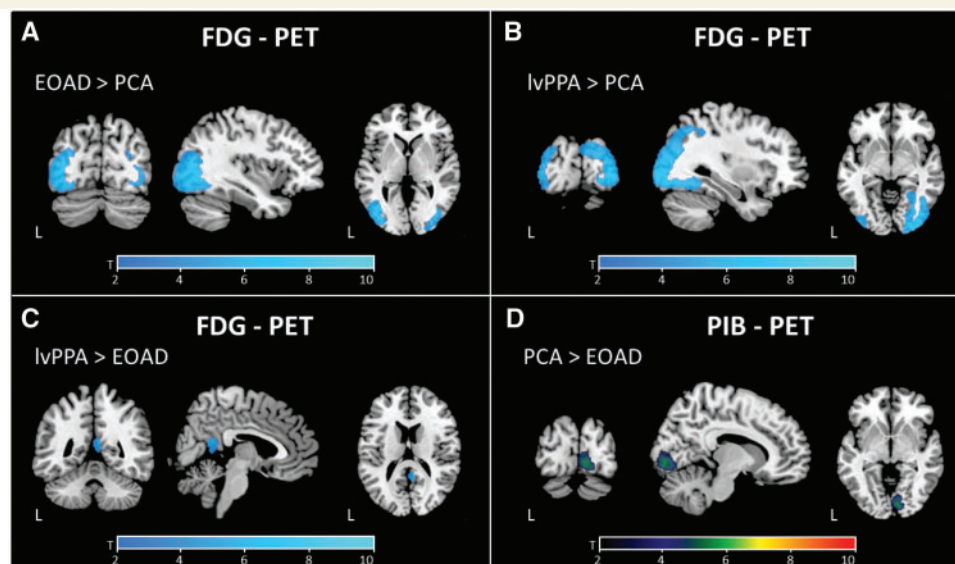 A
FDG - PET
EOAD > PCA
L
L
T
2 4 6 8 10
B
FDG - PET
lvPPA > PCA
L
L
T
2 4 6 8 10
C
FDG - PET
lvPPA > EOAD
L
L
T
2 4 6 8 10
D
PIB - PET
PCA > EOAD
L
L
T
2 4 6 8 10